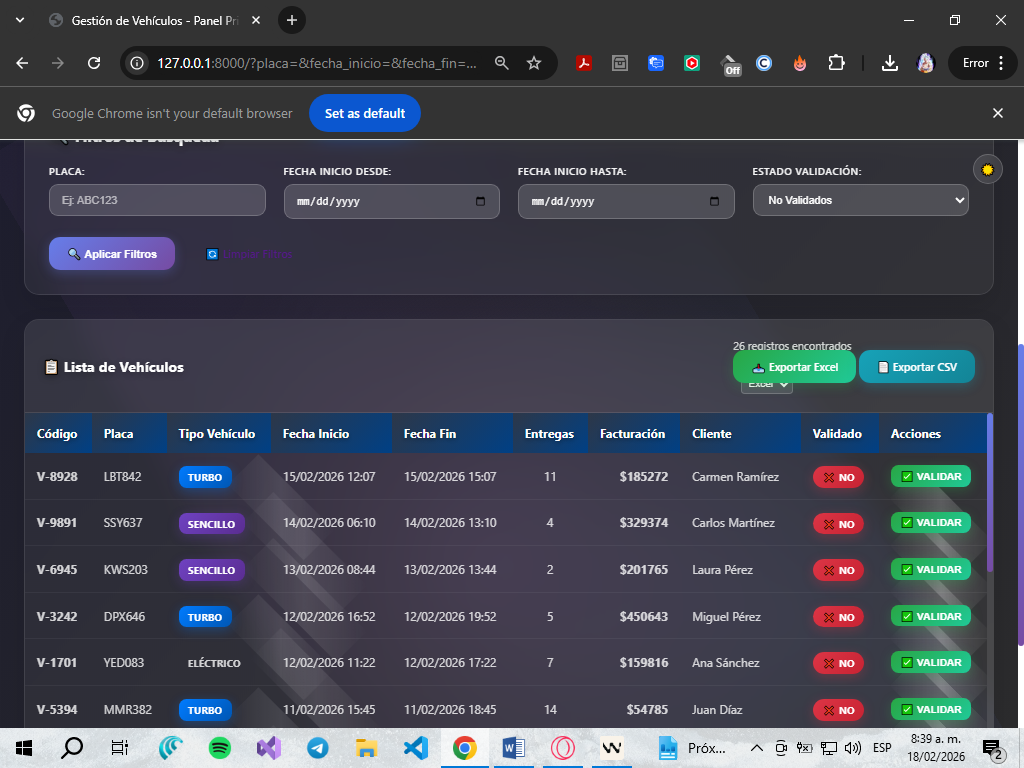 Gestión de Vehículos - Panel Pri
127.0.0.1:8000/?placa=&fecha_inicio=&fecha_fin=...
Off
Error
Google Chrome isn't your default browser
Set as default
Filtros de Búsqueda
PLACA:
FECHA INICIO DESDE:
FECHA INICIO HASTA:
ESTADO VALIDACIÓN:
Ej: ABC123
mm/dd/yyyy
mm/dd/yyyy
No Validados
Aplicar Filtros
26 registros encontrados
Lista de Vehículos
Exportar Excel
Exportar CSV
Excel
Código Placa Tipo Vehículo Fecha Inicio Fecha Fin Entregas Facturación Cliente Validado Acciones
V-8928 LBT842 TURBO 15/02/2026 12:07 15/02/2026 15:07 11 $185272 Carmen Ramírez NO VALIDAR
V-9891 SSY637 SENCILLO 14/02/2026 06:10 14/02/2026 13:10 4 $329374 Carlos Martínez NO VALIDAR
V-6945 KWS203 SENCILLO 13/02/2026 08:44 13/02/2026 13:44 2 $201765 Laura Pérez NO VALIDAR
V-3242 DPX646 TURBO 12/02/2026 16:52 12/02/2026 19:52 5 $450643 Miguel Pérez NO VALIDAR
V-1701 YED083 ELÉCTRICO 12/02/2026 11:22 12/02/2026 17:22 7 $159816 Ana Sánchez NO VALIDAR
V-5394 MMR382 TURBO 11/02/2026 15:45 11/02/2026 18:45 14 $54785 Juan Díaz NO VALIDAR
Próx...
ESP
8:39 a. m.
18/02/2026
2